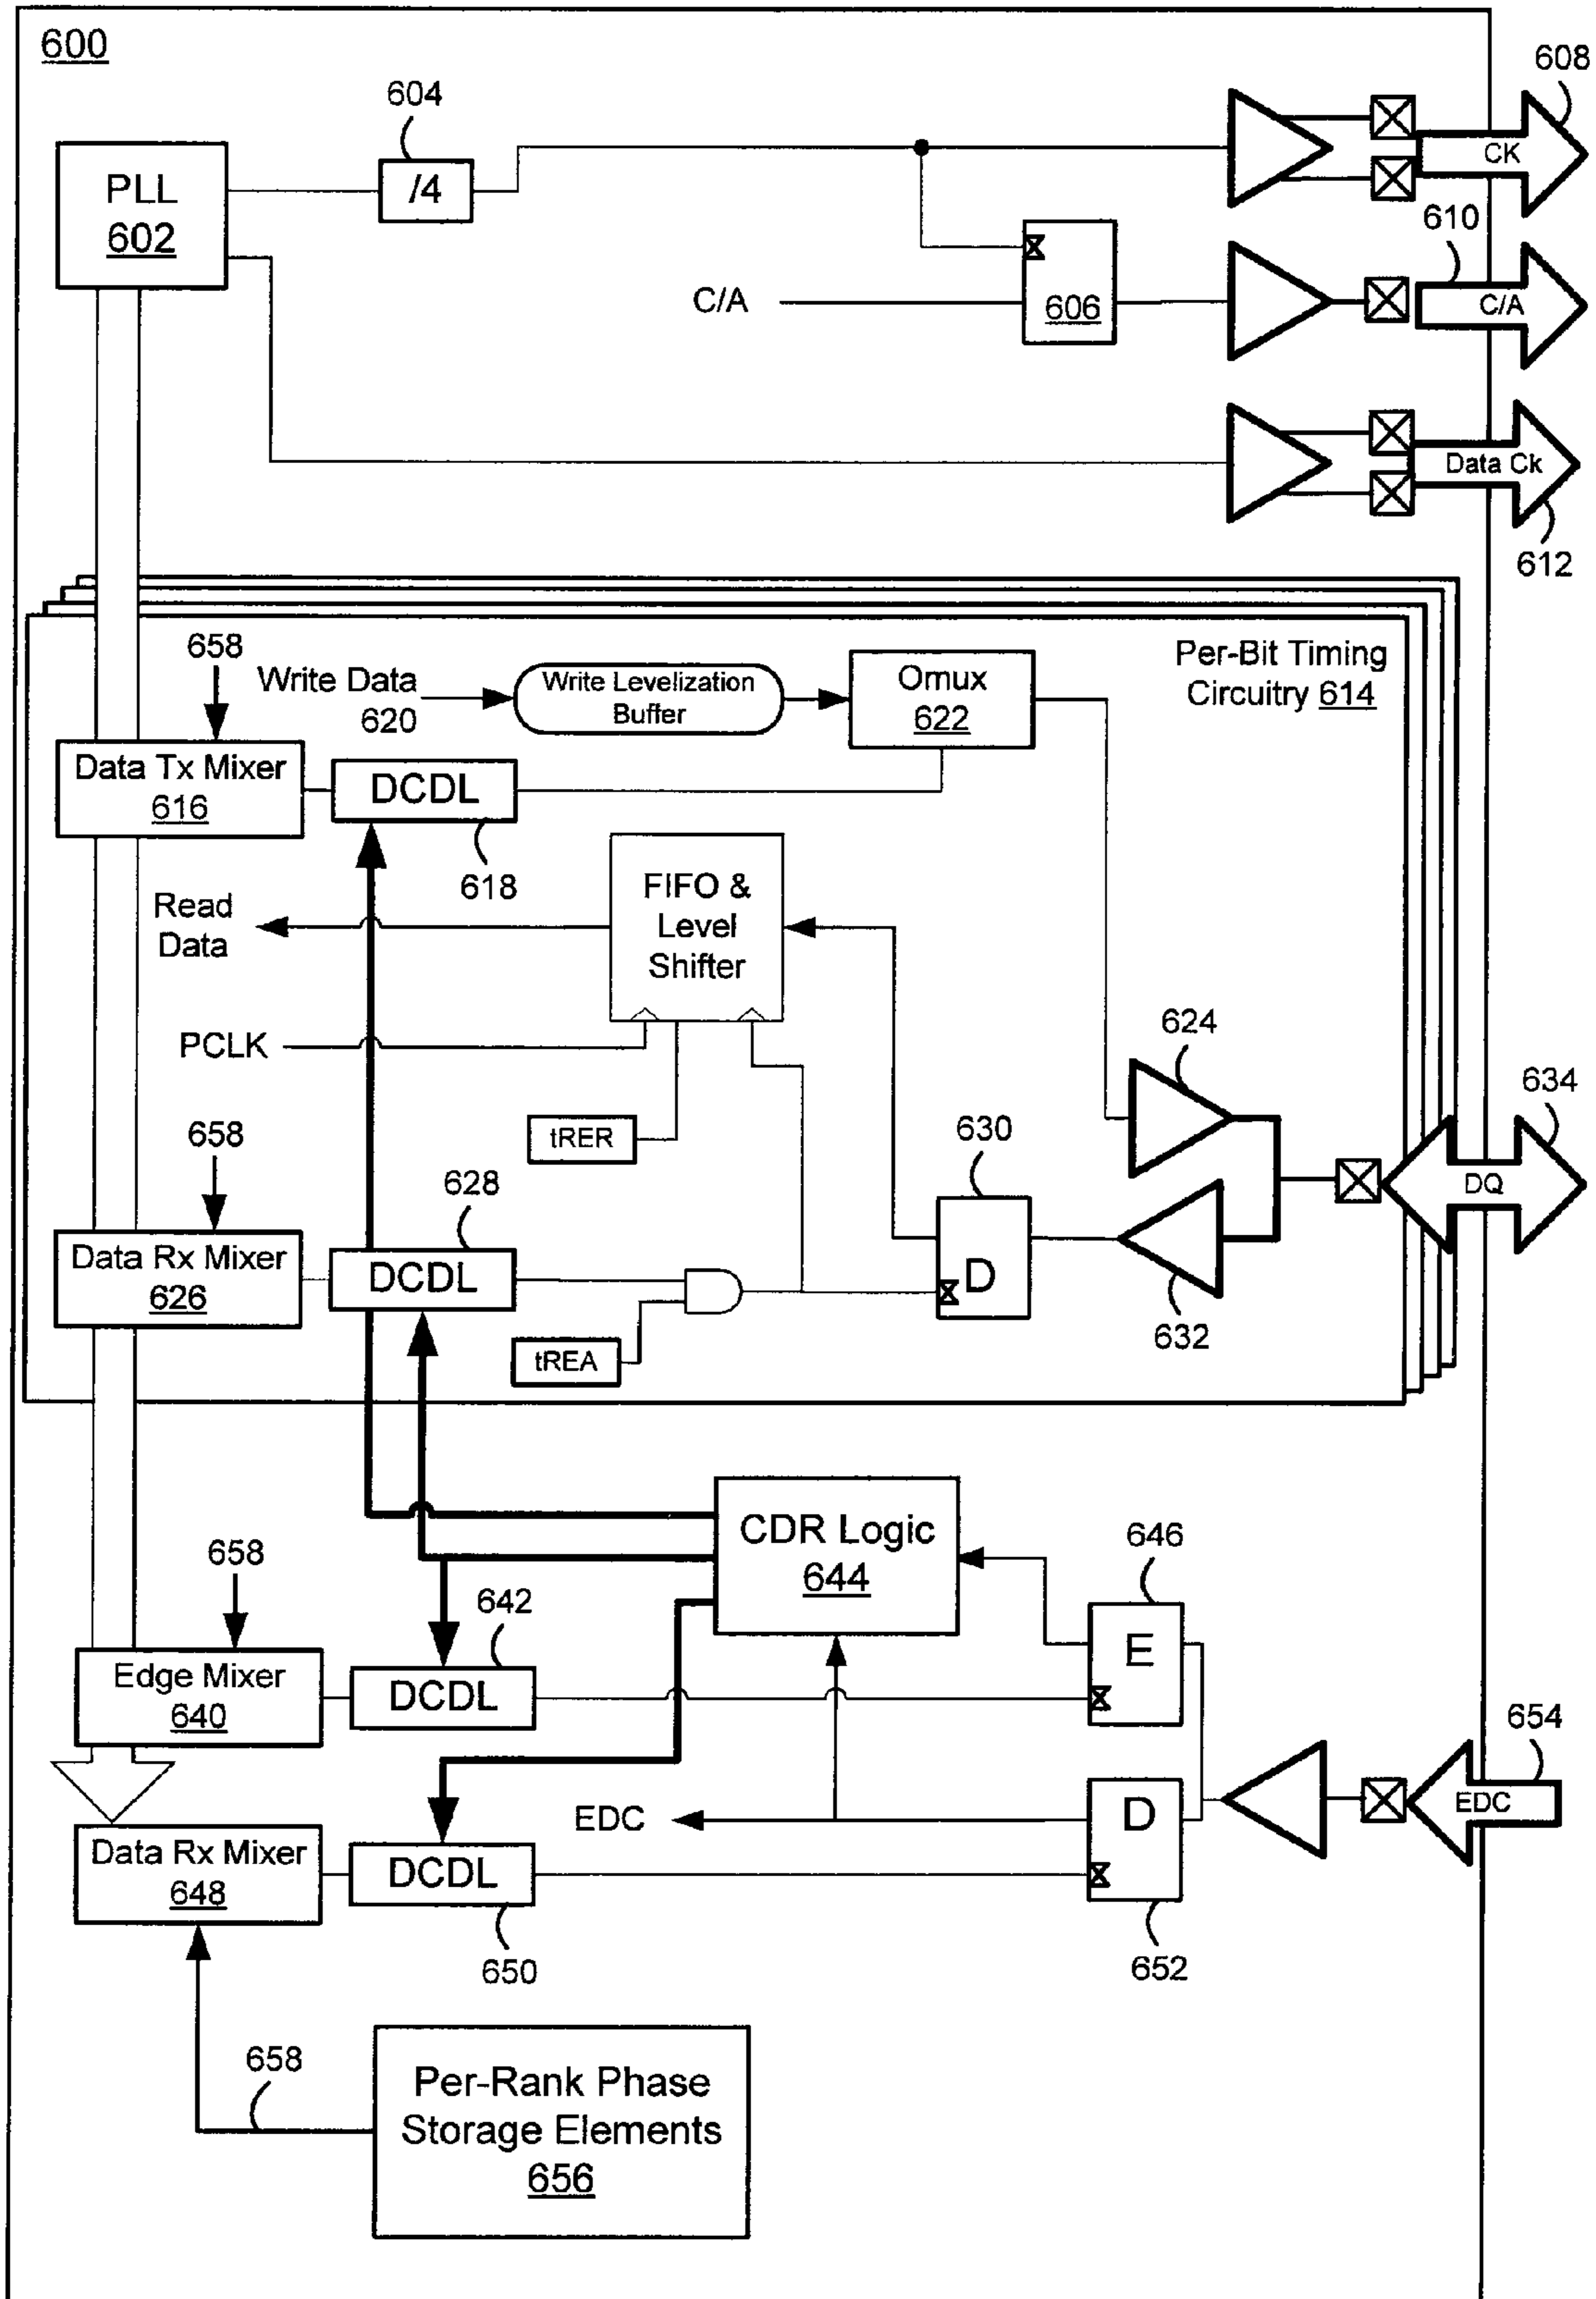 600
608
604
PLL
602
/4
CK
610
C/A
606
C/A
Data Ck
612
658
Write Data
620
Write Levelization
Buffer
Omux
622
Per-Bit Timing
Circuitry 614
Data Tx Mixer
616
DCDL
618
FIFO &
Level
Shifter
Read
Data
PCLK
624
634
tRER
630
658
628
DQ
Data Rx Mixer
626
DCDL
D
632
tREA
CDR Logic
644
646
658
642
E
Edge Mixer
640
DCDL
654
EDC
D
EDC
Data Rx Mixer
648
DCDL
650
652
658
Per-Rank Phase
Storage Elements
656